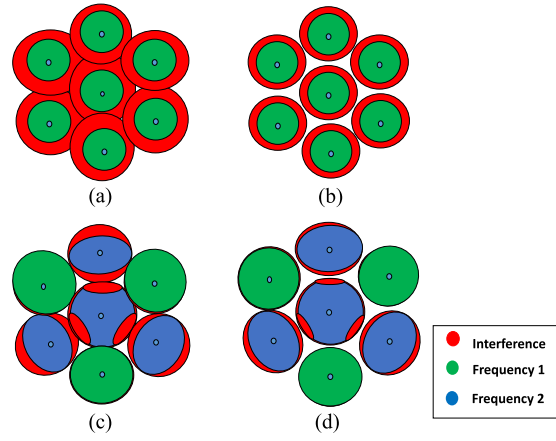 (a)
(b)
(c)
(d)
Interference
Frequency 1
Frequency 2